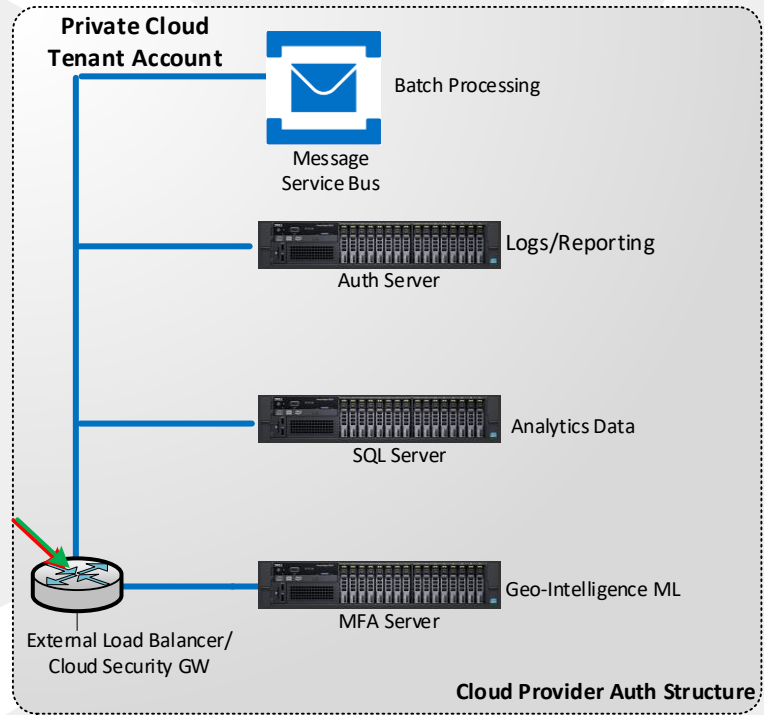 Private Cloud
Tenant Account
Batch Processing
Message
Service Bus
Logs/Reporting
Auth Server
Analytics Data
SQL Server
Geo-Intelligence ML
MFA Server
External Load Balancer/
Cloud Security GW
Cloud Provider Auth Structure